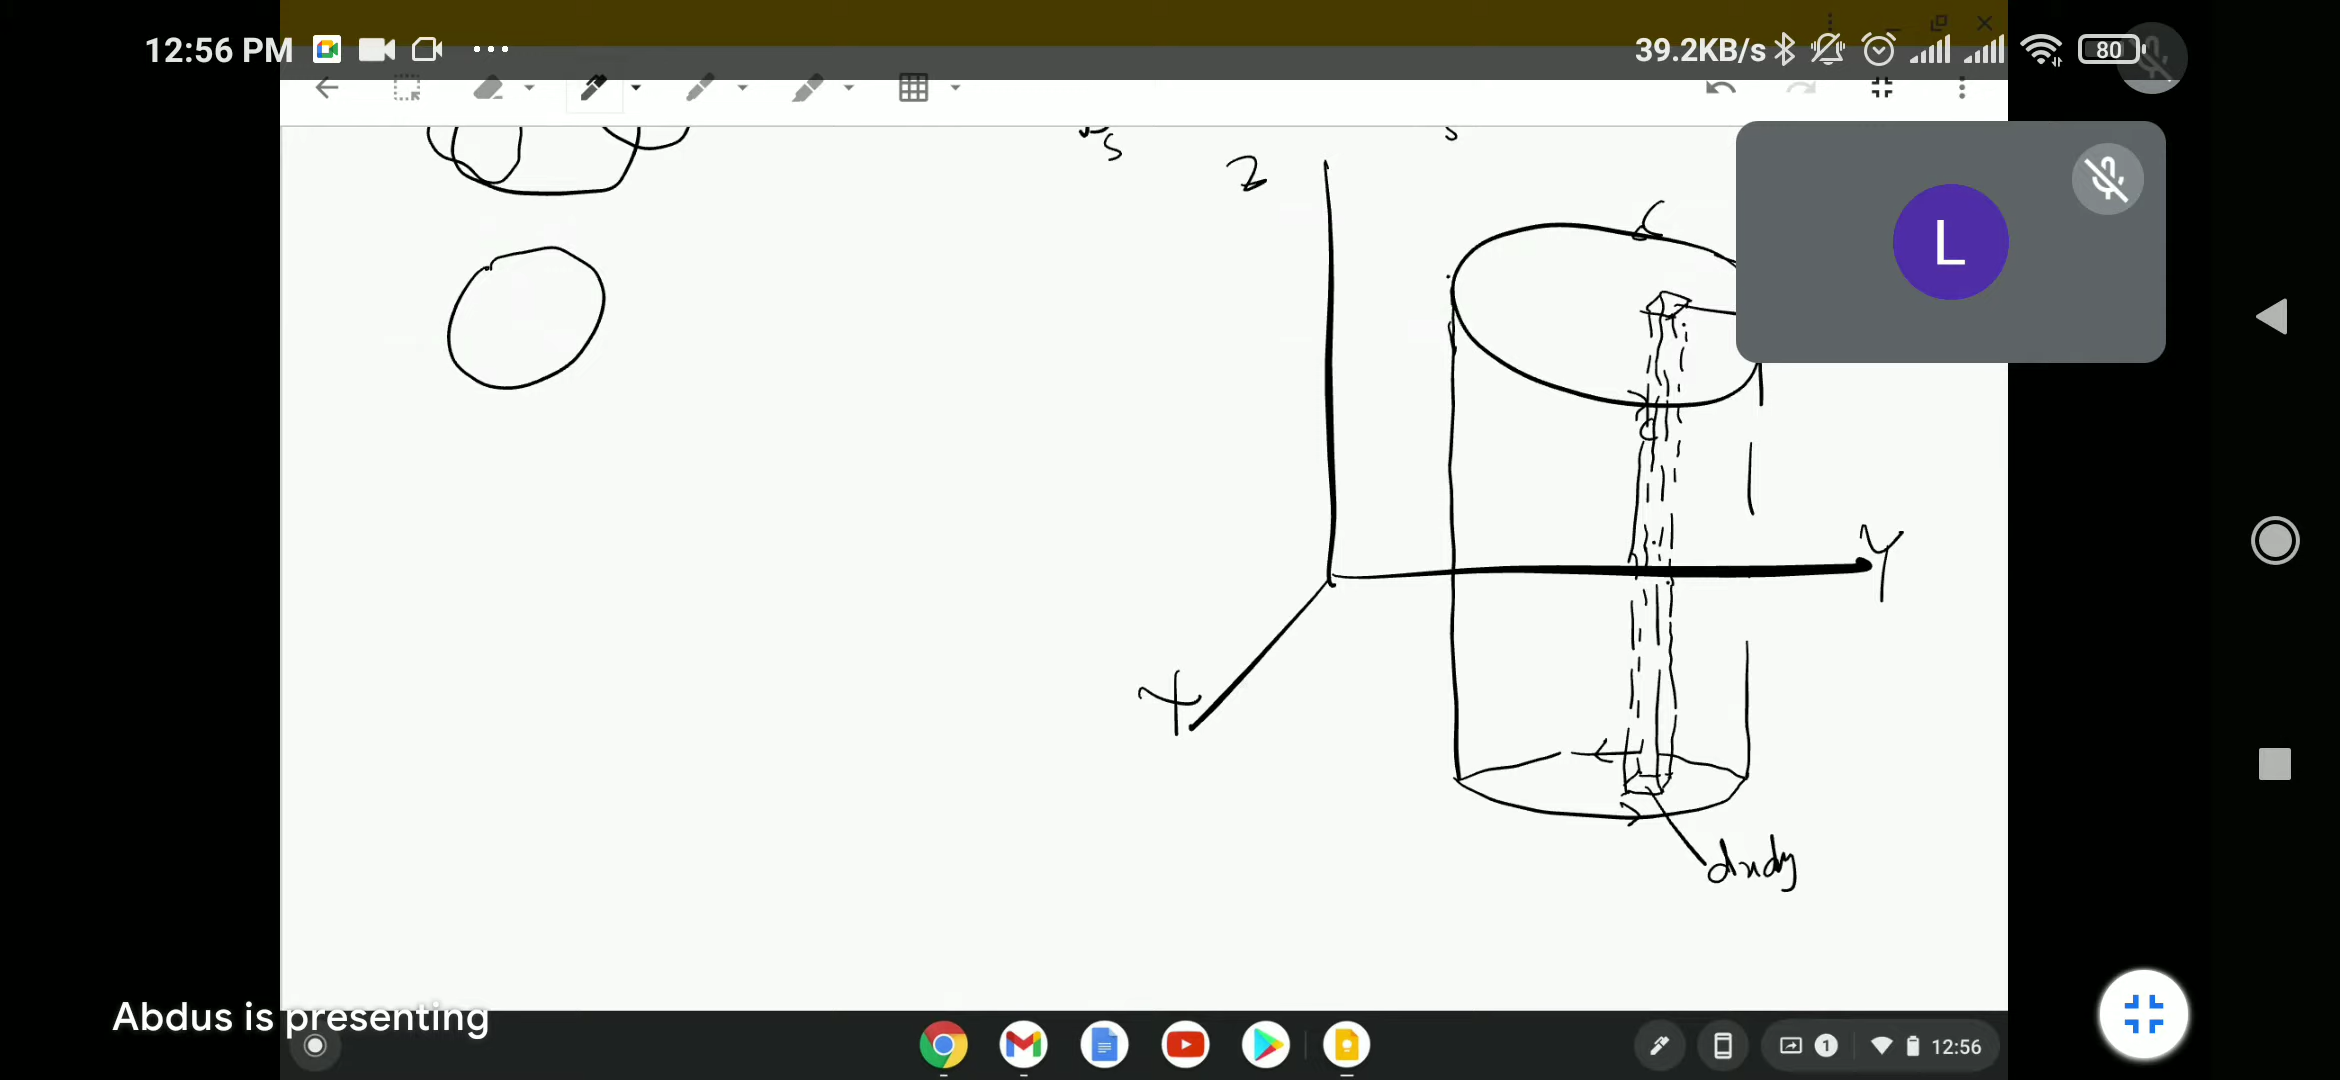 12:56 PM
39.2KB/s
80
S
s
Z
C
L
Y
X
dxdy
Abdus is presenting
1
12:56